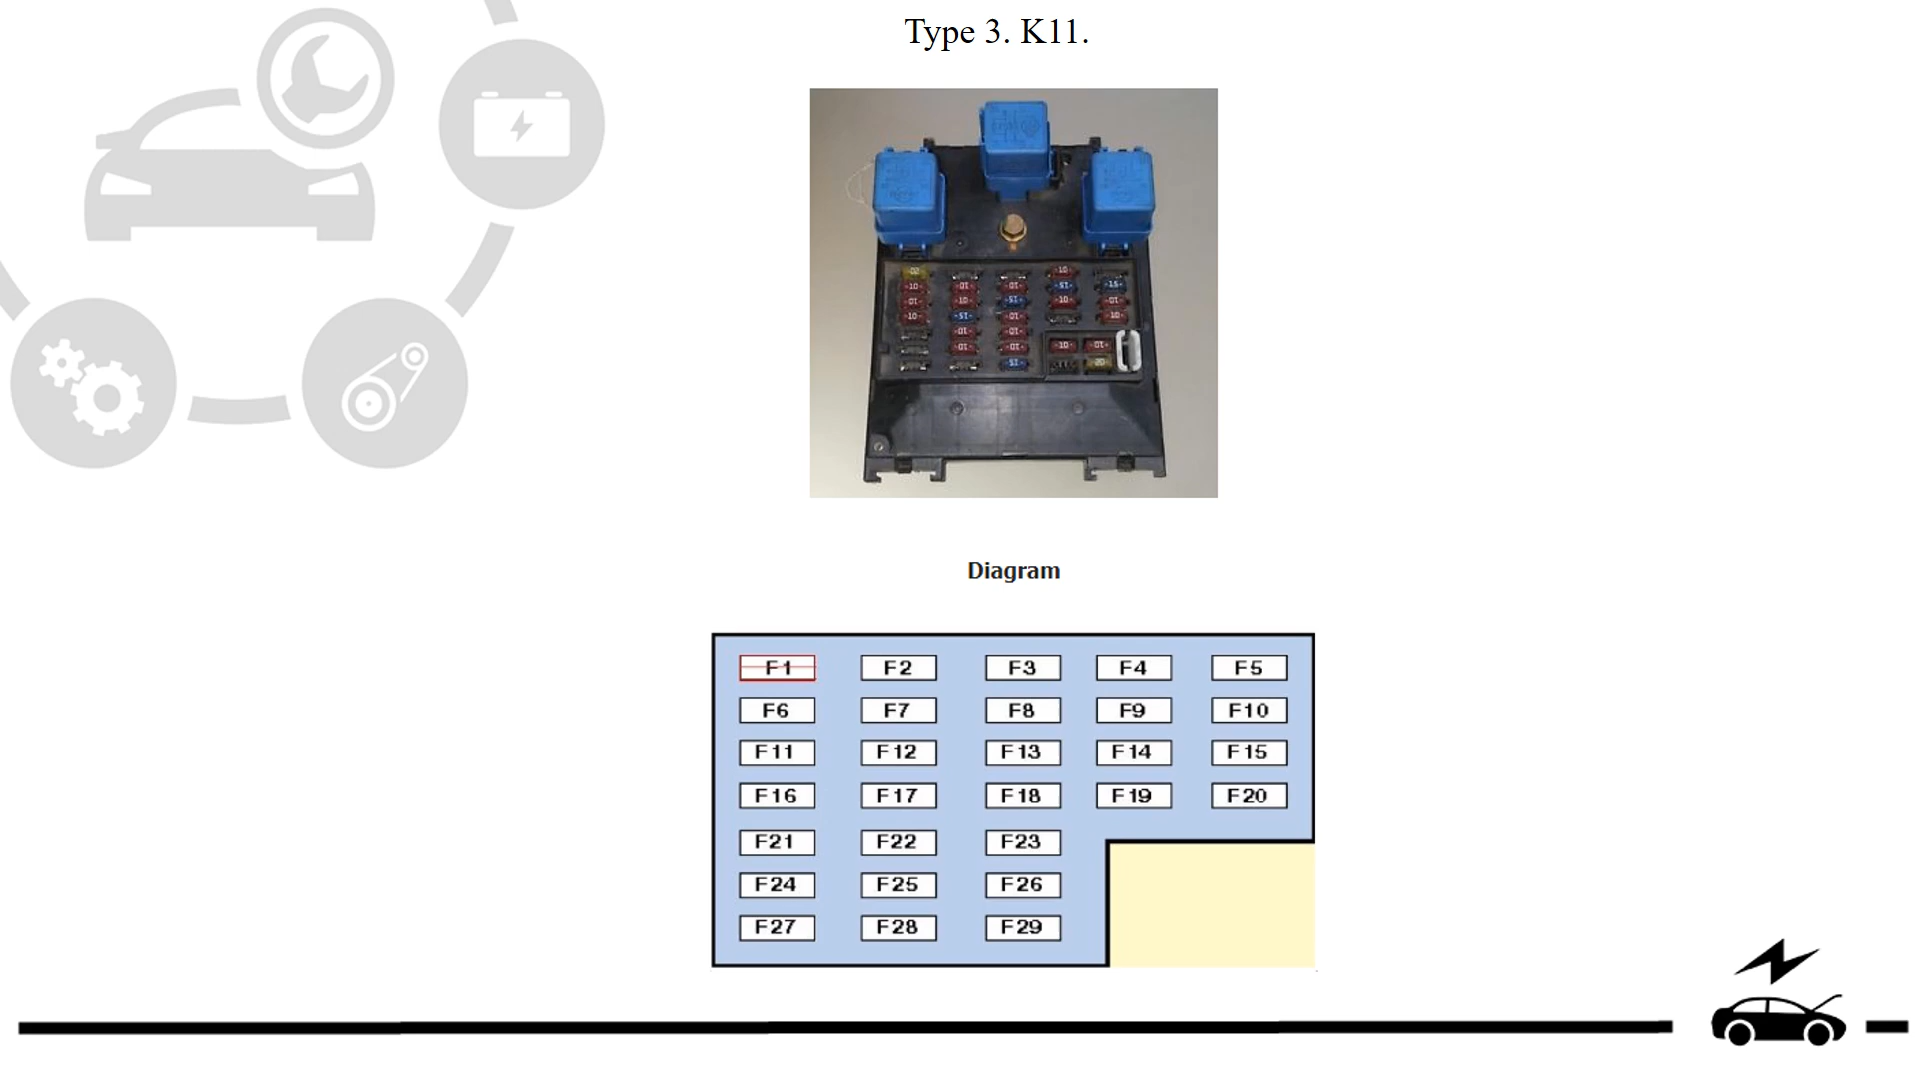 Type 3. K11.
Diagram
F1 F2 F3 F4 F5
F6 F7 F8 F9 F10
F11 F12 F13 F14 F15
F16 F17 F18 F19 F20
F21 F22 F23
F24 F25 F26
F27 F28 F29